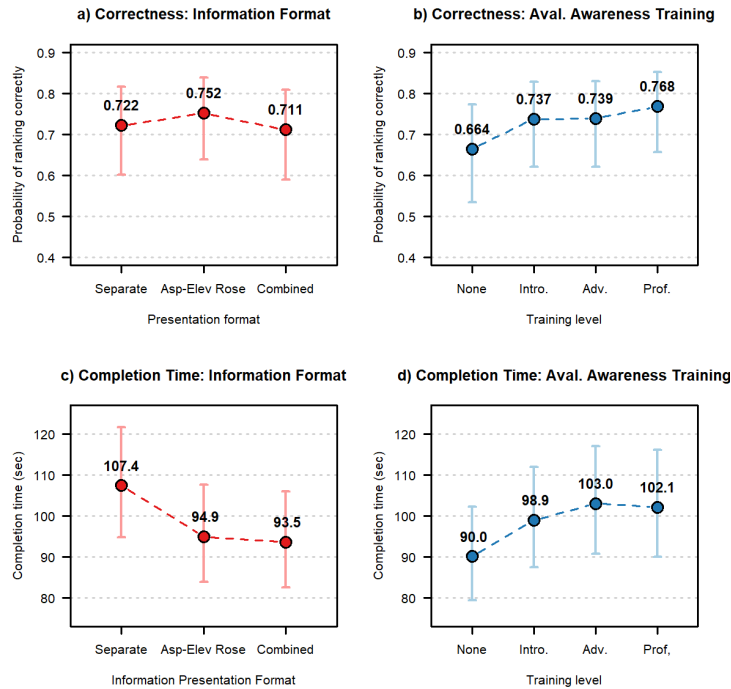 a) Correctness: Information Format
Probability of ranking correctly
0.9
0.8
0.7
0.6
0.5
0.4
0.722
0.752
0.711
Separate Asp-Elev Rose Combined
Presentation format
b) Correctness: Aval. Awareness Training
Probability of ranking correctly
0.9
0.8
0.7
0.6
0.5
0.4
0.664
0.737
0.739
0.768
None Intro. Adv. Prof.
Training level
c) Completion Time: Information Format
Completion time (sec)
120
110
100
90
80
107.4
94.9
93.5
Separate Asp-Elev Rose Combined
Information Presentation Format
d) Completion Time: Aval. Awareness Training
Completion time (sec)
120
110
100
90
80
90.0
98.9
103.0
102.1
None Intro. Adv. Prof,
Training level